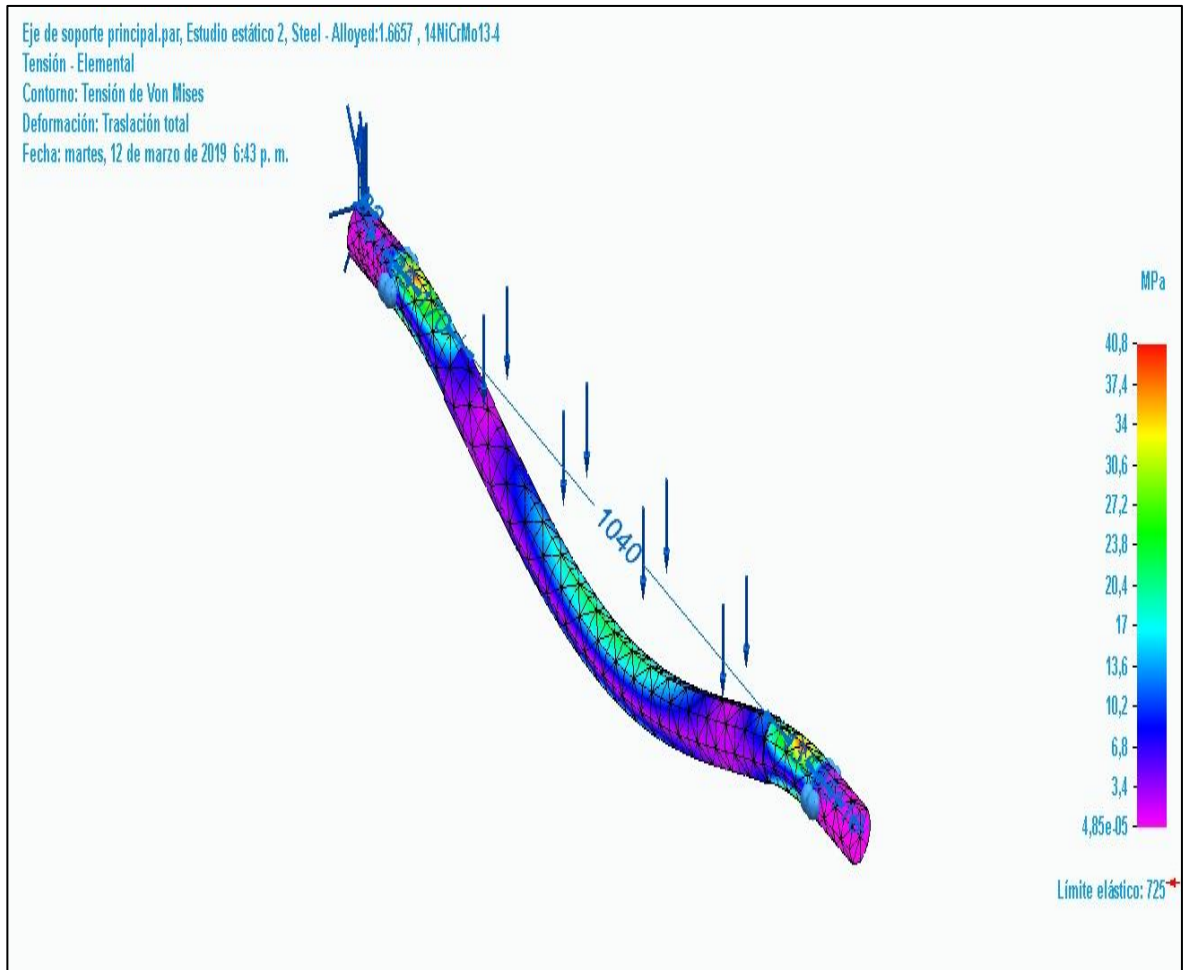 Eje de soporte principal.par, Estudio estático 2, Steel - Alloyed:1.6657 , 14NiCrMo13-4
Tensión - Elemental
Contorno: Tensión de Von Mises
Deformación: Traslación total
Fecha: martes, 12 de marzo de 2019 6:43 p. m.
1040
MPa
40,8
37,4
34
30,6
27,2
23,8
20,4
17
13,6
10,2
6,8
3,4
4,85e-05
Límite elástico: 725